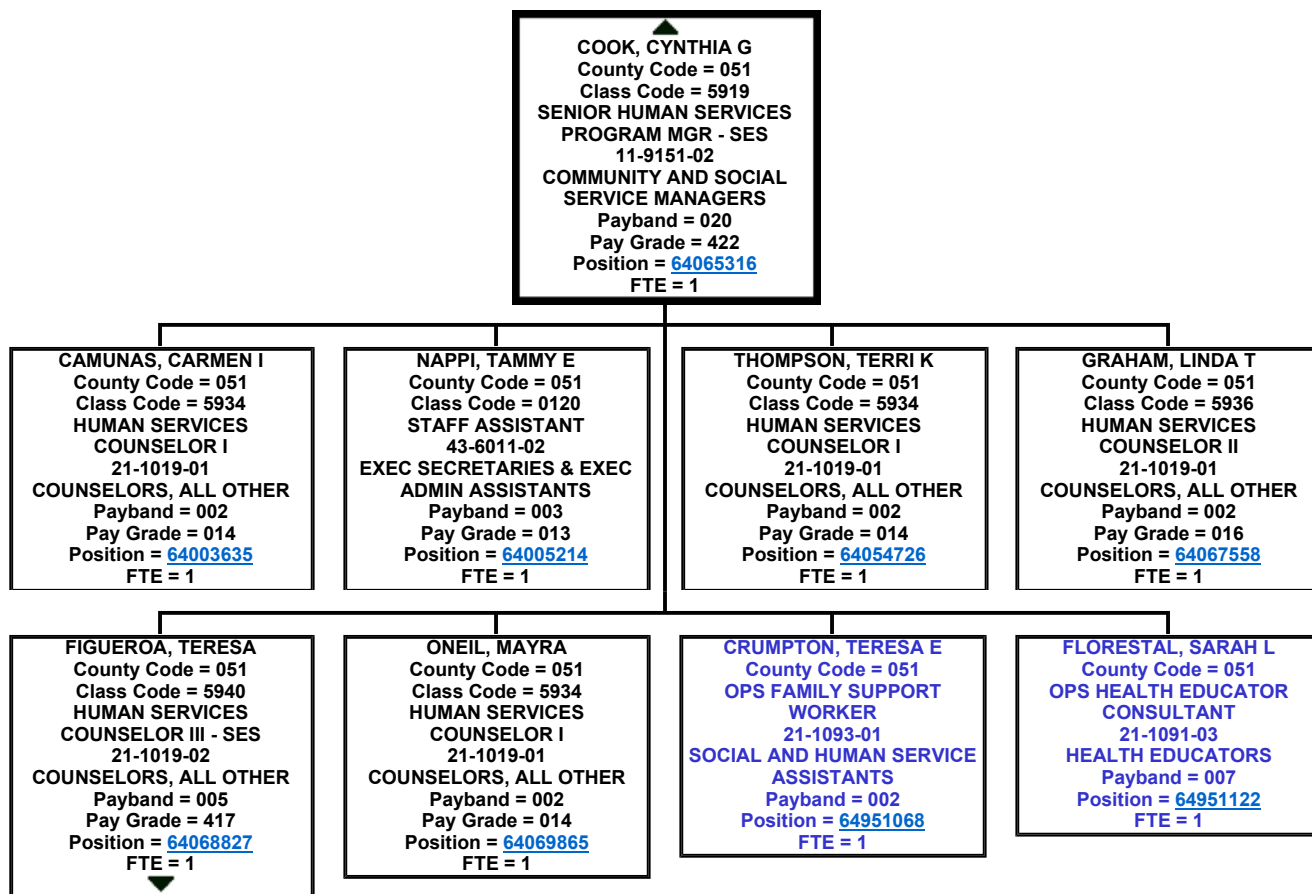 COOK, CYNTHIA G
County Code = 051
Class Code = 5919
SENIOR HUMAN SERVICES
PROGRAM MGR - SES
11-9151-02
COMMUNITY AND SOCIAL
SERVICE MANAGERS
Payband = 020
Pay Grade = 422
Position = 64065316
FTE = 1
CAMUNAS, CARMEN I
County Code = 051
Class Code = 5934
HUMAN SERVICES
COUNSELOR I
21-1019-01
COUNSELORS, ALL OTHER
Payband = 002
Pay Grade = 014
Position = 64003635
FTE = 1
NAPPI, TAMMY E
County Code = 051
Class Code = 0120
STAFF ASSISTANT
43-6011-02
EXEC SECRETARIES & EXEC
ADMIN ASSISTANTS
Payband = 003
Pay Grade = 013
Position = 64005214
FTE = 1
THOMPSON, TERRI K
County Code = 051
Class Code = 5934
HUMAN SERVICES
COUNSELOR I
21-1019-01
COUNSELORS, ALL OTHER
Payband = 002
Pay Grade = 014
Position = 64054726
FTE = 1
GRAHAM, LINDA T
County Code = 051
Class Code = 5936
HUMAN SERVICES
COUNSELOR II
21-1019-01
COUNSELORS, ALL OTHER
Payband = 002
Pay Grade = 016
Position = 64067558
FTE = 1
FIGUEROA, TERESA
County Code = 051
Class Code = 5940
HUMAN SERVICES
COUNSELOR III - SES
21-1019-02
COUNSELORS, ALL OTHER
Payband = 005
Pay Grade = 417
Position = 64068827
FTE = 1
ONEIL, MAYRA
County Code = 051
Class Code = 5934
HUMAN SERVICES
COUNSELOR I
21-1019-01
COUNSELORS, ALL OTHER
Payband = 002
Pay Grade = 014
Position = 64069865
FTE = 1
CRUMPTON, TERESA E
County Code = 051
OPS FAMILY SUPPORT
WORKER
21-1093-01
SOCIAL AND HUMAN SERVICE
ASSISTANTS
Payband = 002
Position = 64951068
FTE = 1
FLORESTAL, SARAH L
County Code = 051
OPS HEALTH EDUCATOR
CONSULTANT
21-1091-03
HEALTH EDUCATORS
Payband = 007
Position = 64951122
FTE = 1